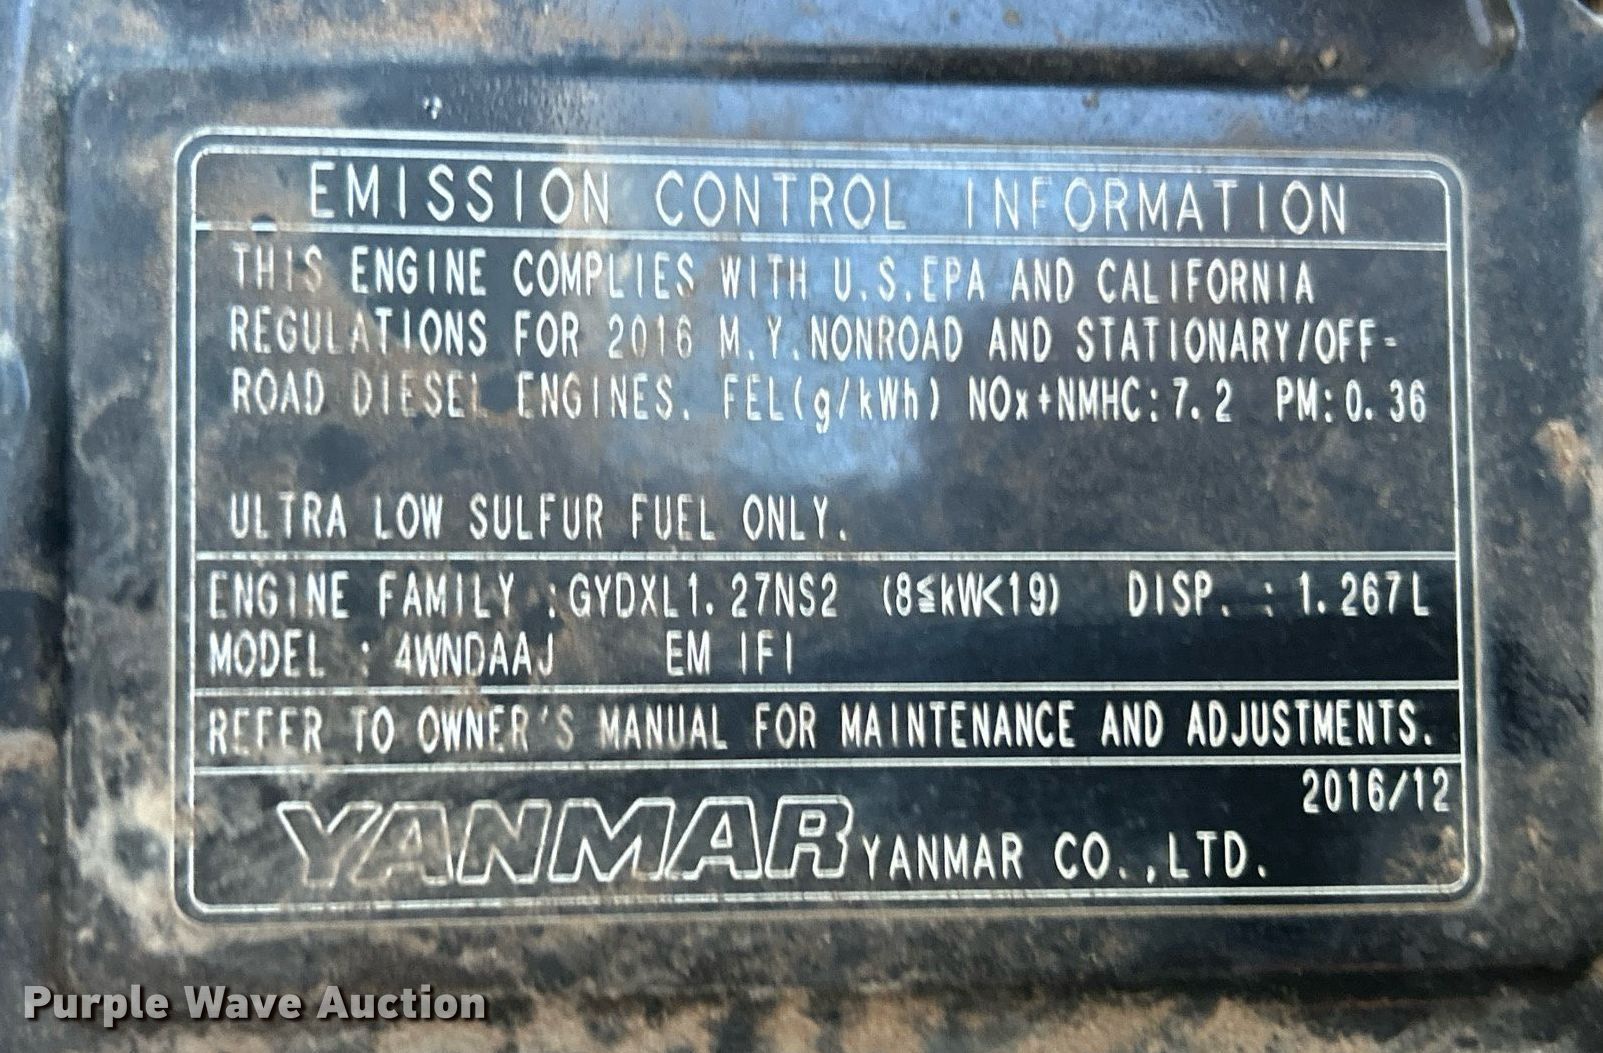 EMISSION CONTROL INFORMATION
THIS ENGINE COMPLIES WITH U.S.EPA AND CALIFORNIA
REGULATIONS FOR 2016 M.Y.NONROAD AND STATIONARY/OFF-
ROAD DIESEL ENGINES. FEL(g/kWh) NOx+NMHC:7.2 PM:0.36
ULTRA LOW SULFUR FUEL ONLY.
ENGINE FAMILY :GYDXL1.27NS2 (8≦kW<19) DISP. : 1.267L
MODEL : 4WNDAAJ EM IFI
REFER TO OWNER'S MANUAL FOR MAINTENANCE AND ADJUSTMENTS.
2016/12
YANMAR YANMAR CO.,LTD.
Purple Wave Auction